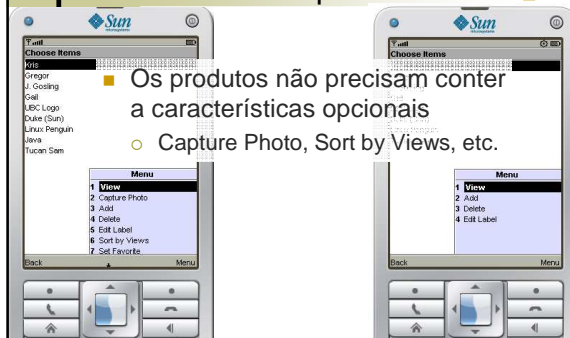 Sun
microsystems
Choose Items
Kris
Gregor
J. Gosling
Gail
UBC Logo
Duke (Sun)
Linux Penguin
Java
Tucan Sam
Menu
1 View
2 Capture Photo
3 Add
4 Delete
5 Edit Label
6 Sort by Views
7 Set Favorite
Back Menu
Os produtos não precisam conter
a características opcionais
Capture Photo, Sort by Views, etc.
Sun
microsystems
Choose Items
Menu
1 View
2 Add
3 Delete
4 Edit Label
Back Menu